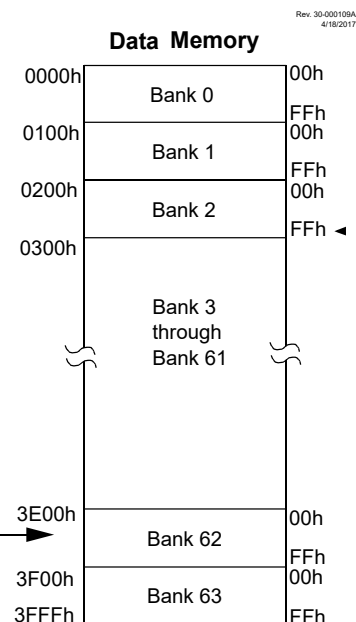 Rev. 30-000109A
4/18/2017
Data Memory
0000h
00h
Bank 0
FFh
0100h
00h
Bank 1
FFh
0200h
00h
Bank 2
FFh
0300h
Bank 3
through
Bank 61
3E00h
00h
Bank 62
FFh
3F00h
00h
Bank 63
3FFFh
FFh